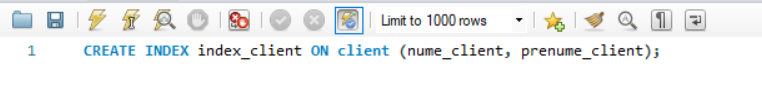 Limit to 1000 rows
1 CREATE INDEX index_client ON client (nume_client, prenume_client);